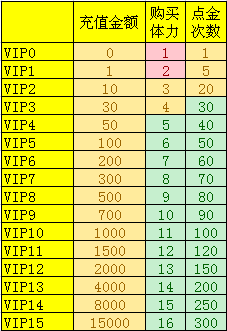 充值金额 购买体力 点金次数
VIP0 0 1 1
VIP1 1 2 5
VIP2 10 3 20
VIP3 30 4 30
VIP4 50 5 40
VIP5 100 6 50
VIP6 200 7 60
VIP7 300 8 70
VIP8 500 9 80
VIP9 700 10 90
VIP10 1000 11 100
VIP11 1500 12 120
VIP12 2000 13 150
VIP13 4000 14 200
VIP14 8000 15 250
VIP15 15000 16 300